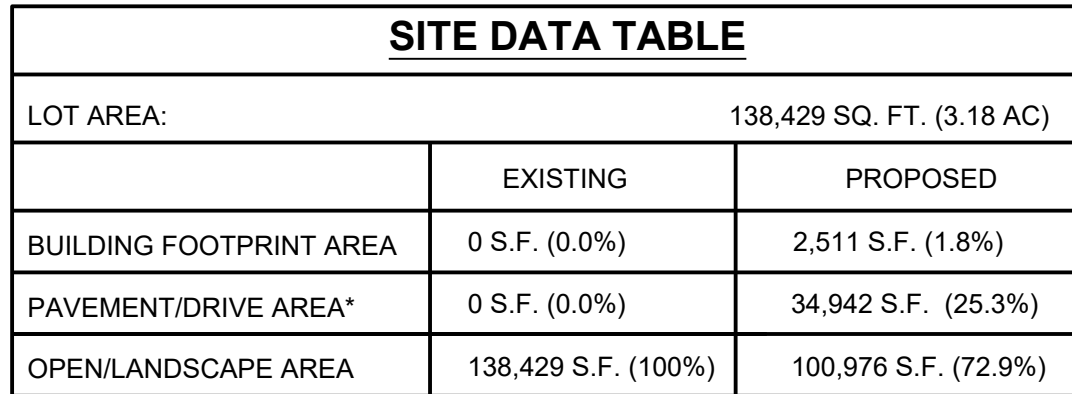 SITE DATA TABLE
LOT AREA: 138,429 SQ. FT. (3.18 AC)
EXISTING PROPOSED
BUILDING FOOTPRINT AREA 0 S.F. (0.0%) 2,511 S.F. (1.8%)
PAVEMENT/DRIVE AREA* 0 S.F. (0.0%) 34,942 S.F. (25.3%)
OPEN/LANDSCAPE AREA 138,429 S.F. (100%) 100,976 S.F. (72.9%)